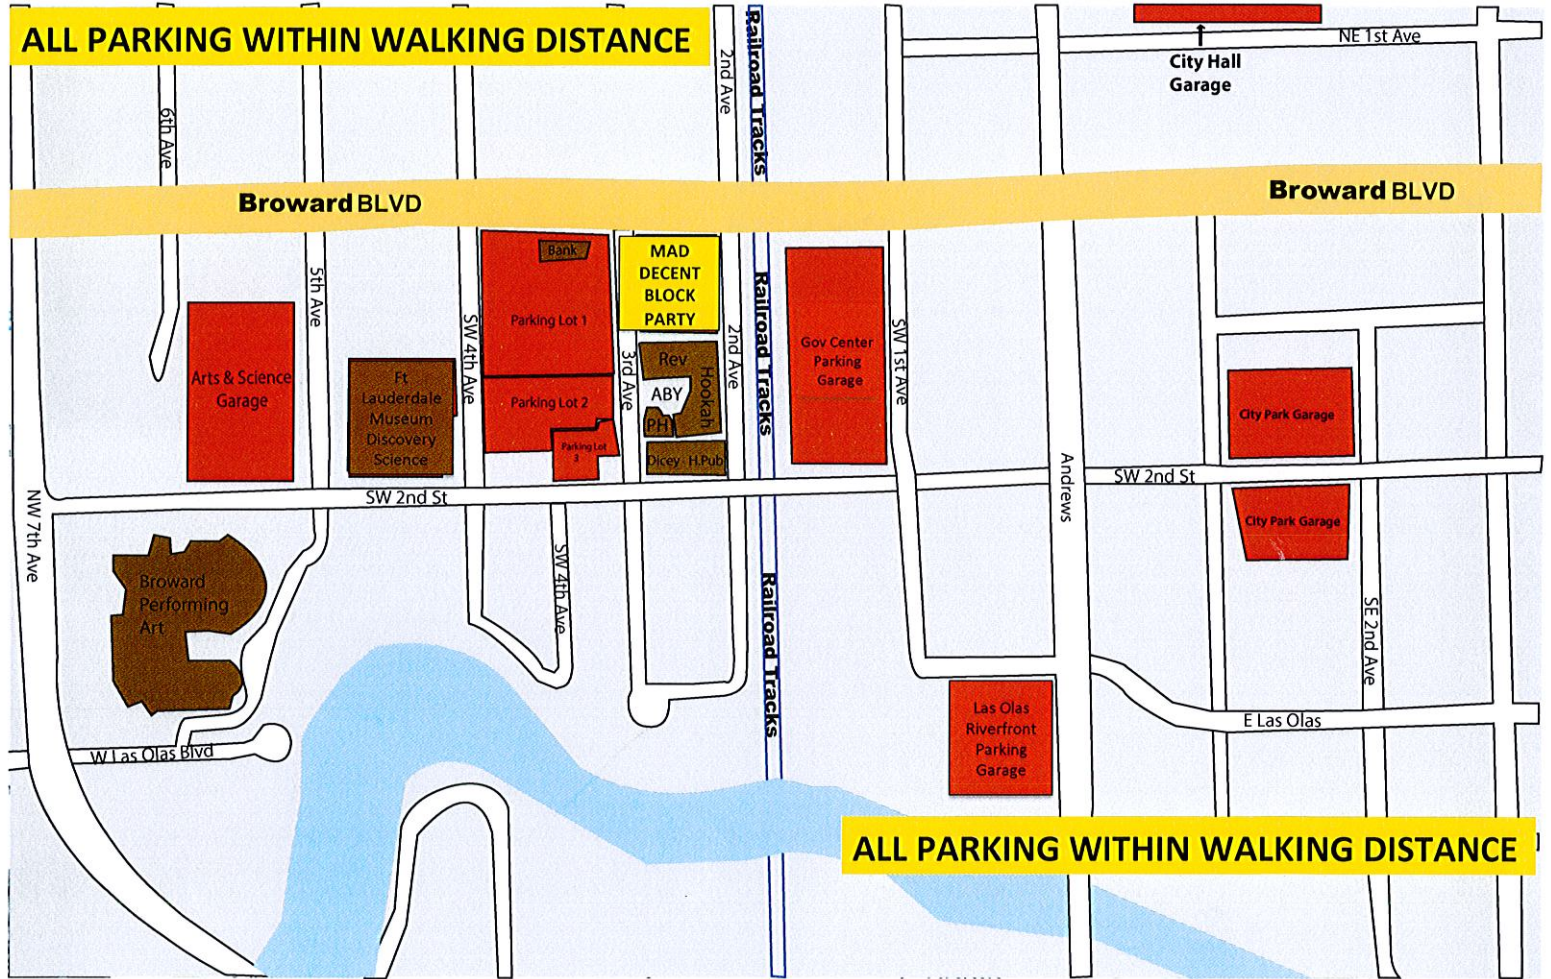 ALL PARKING WITHIN WALKING DISTANCE
2nd Ave
Railroad Tracks
NE 1st Ave
City Hall
Garage
6th Ave
Broward BLVD
Broward BLVD
Bank
MAD
DECENT
BLOCK
PARTY
5th Ave
SW 4th Ave
Parking Lot 1
3rd Ave
2nd Ave
Railroad Tracks
Gov Center
Parking
Garage
SW 1st Ave
Arts & Science
Garage
Ft
Lauderdale
Museum
Discovery
Science
Parking Lot 2
Parking Lot
3
Rev
Hookah
ABY
PH
Dicey H.Pub
City Park Garage
SW 2nd St
SW 2nd St
Andrews
City Park Garage
NW 7th Ave
Broward
Performing
Art
SW 4th Ave
Railroad Tracks
SE 2nd Ave
Las Olas
Riverfront
Parking
Garage
E Las Olas
W Las Olas Blvd
ALL PARKING WITHIN WALKING DISTANCE